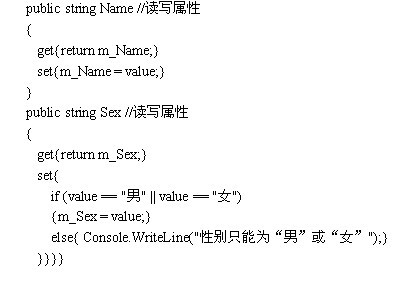 public string Name //读写属性
{
get{return m_Name;}
set{m_Name = value;}
}
public string Sex //读写属性
{
get{return m_Sex;}
set{
if (value == "男" || value == "女")
{m_Sex = value;}
else{ Console.WriteLine("性别只能为“男”或“女”");}
}}}}